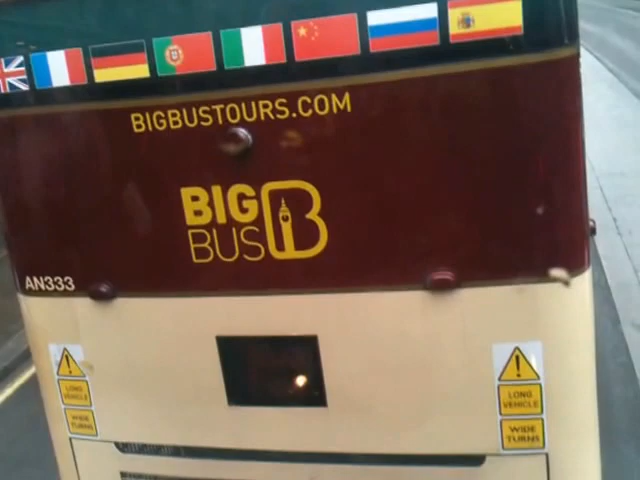 BIGBUSTOURS.COM
BIG
BUS
B
AN333
LONG
VEHICLE
WIDE
TURNS
LONG
VEHICLE
WIDE
TURNS